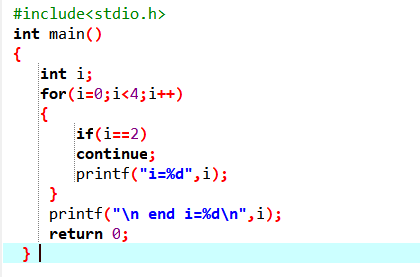 #include<stdio.h>
int main()
{
int i;
for(i=0;i<4;i++)
{
if(i==2)
continue;
printf("i=%d",i);
}
printf("\n end i=%d\n",i);
return 0;
}